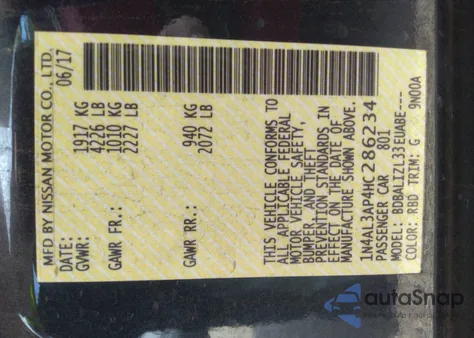 MFD BY NISSAN MOTOR CO., LTD.
DATE: 06/17
GVWR: 1917 KG
4226 LB
GAWR FR.: 1010 KG
2227 LB
GAWR RR.: 940 KG
2072 LB
THIS VEHICLE CONFORMS TO
ALL APPLICABLE FEDERAL
MOTOR VEHICLE SAFETY,
BUMPER, AND THEFT
PREVENTION STANDARDS IN
EFFECT ON THE DATE OF
MANUFACTURE SHOWN ABOVE.
1N4AL3AP4HC286234
PASSENGER CAR 801
MODEL: BDBALIZL33EUABE---
COLOR: RBD TRIM: G 9N00A
autoSnap